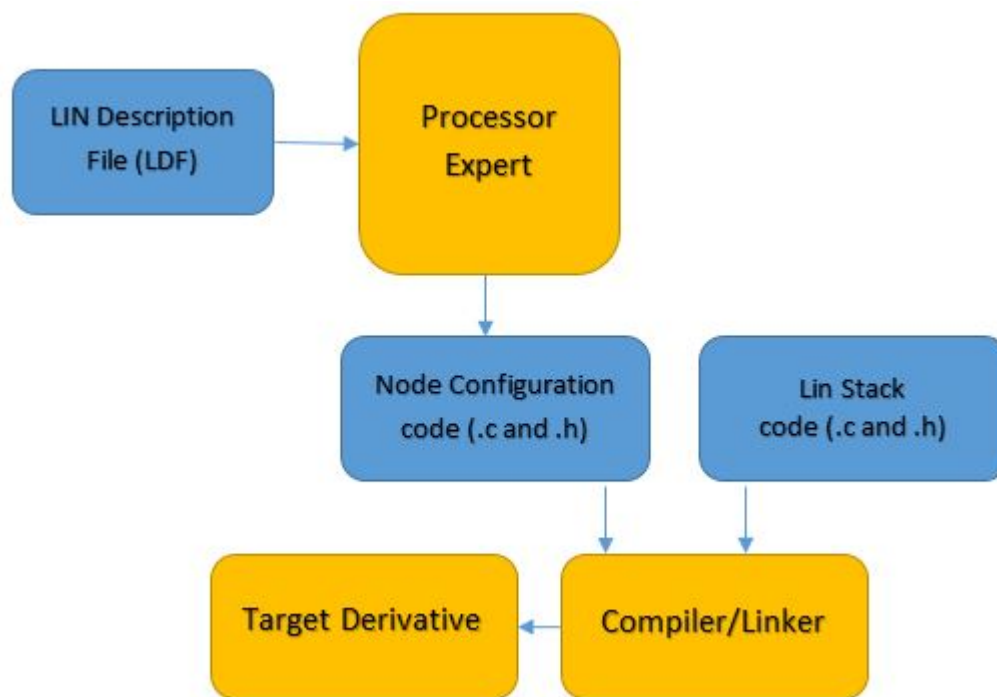 LIN Description
File (LDF)
Processor
Expert
Node Configuration
code (.c and .h)
Lin Stack
code (.c and .h)
Target Derivative
Compiler/Linker